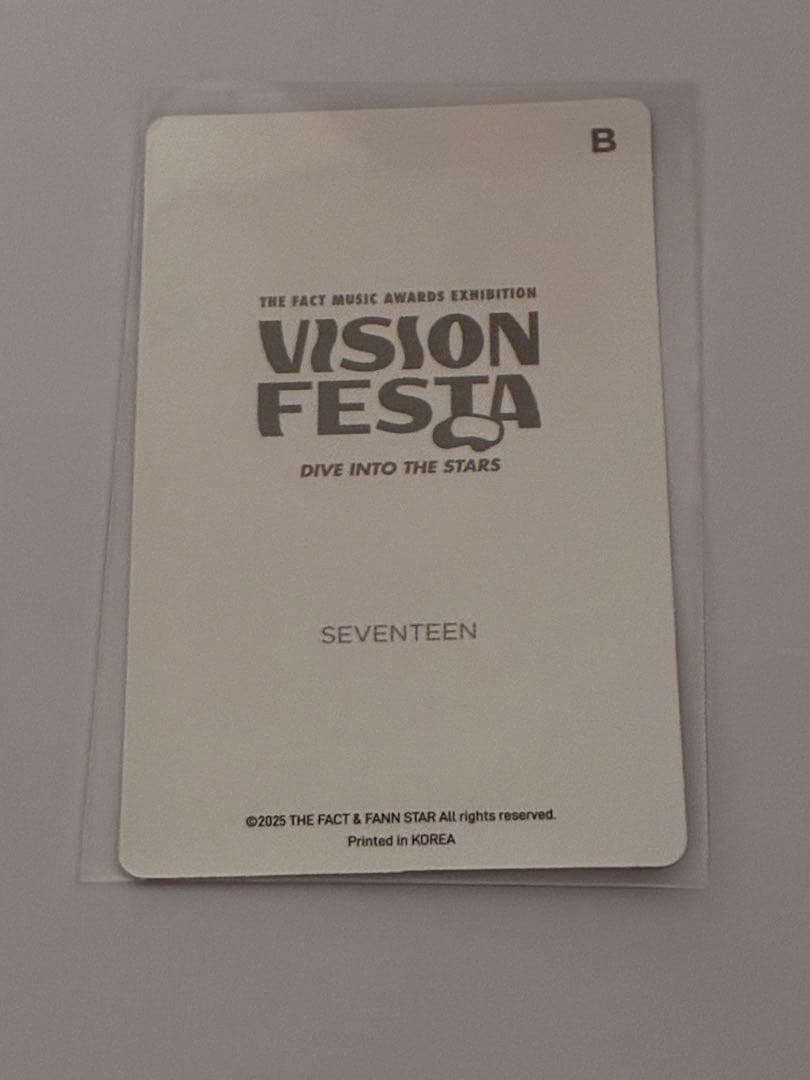 B
THE FACT MUSIC AWARDS EXHIBITION
VISION
FESTA
DIVE INTO THE STARS
SEVENTEEN
©2025 THE FACT & FANN STAR All rights reserved.
Printed in KOREA